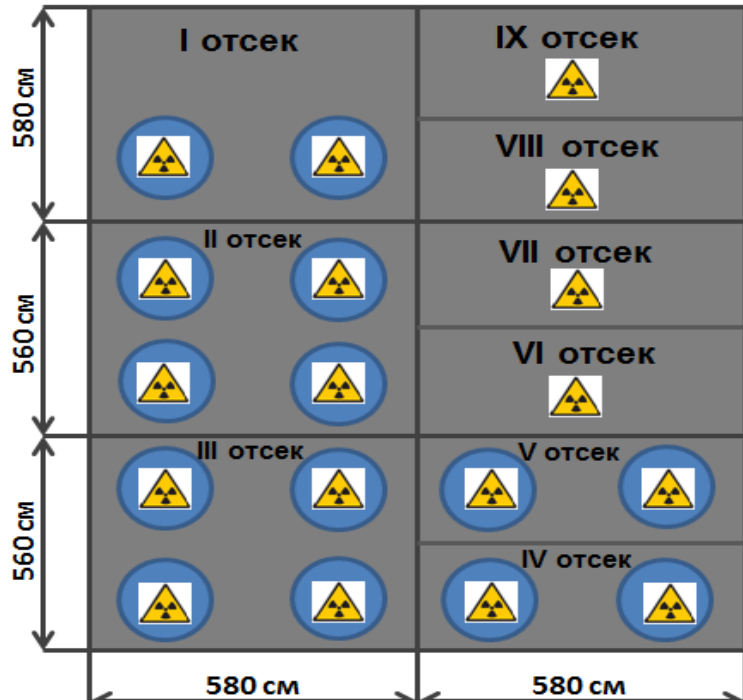 I отсек
IX отсек
580 см
VIII отсек
II отсек
VII отсек
560 см
VI отсек
III отсек
V отсек
560 см
IV отсек
580 см
580 см